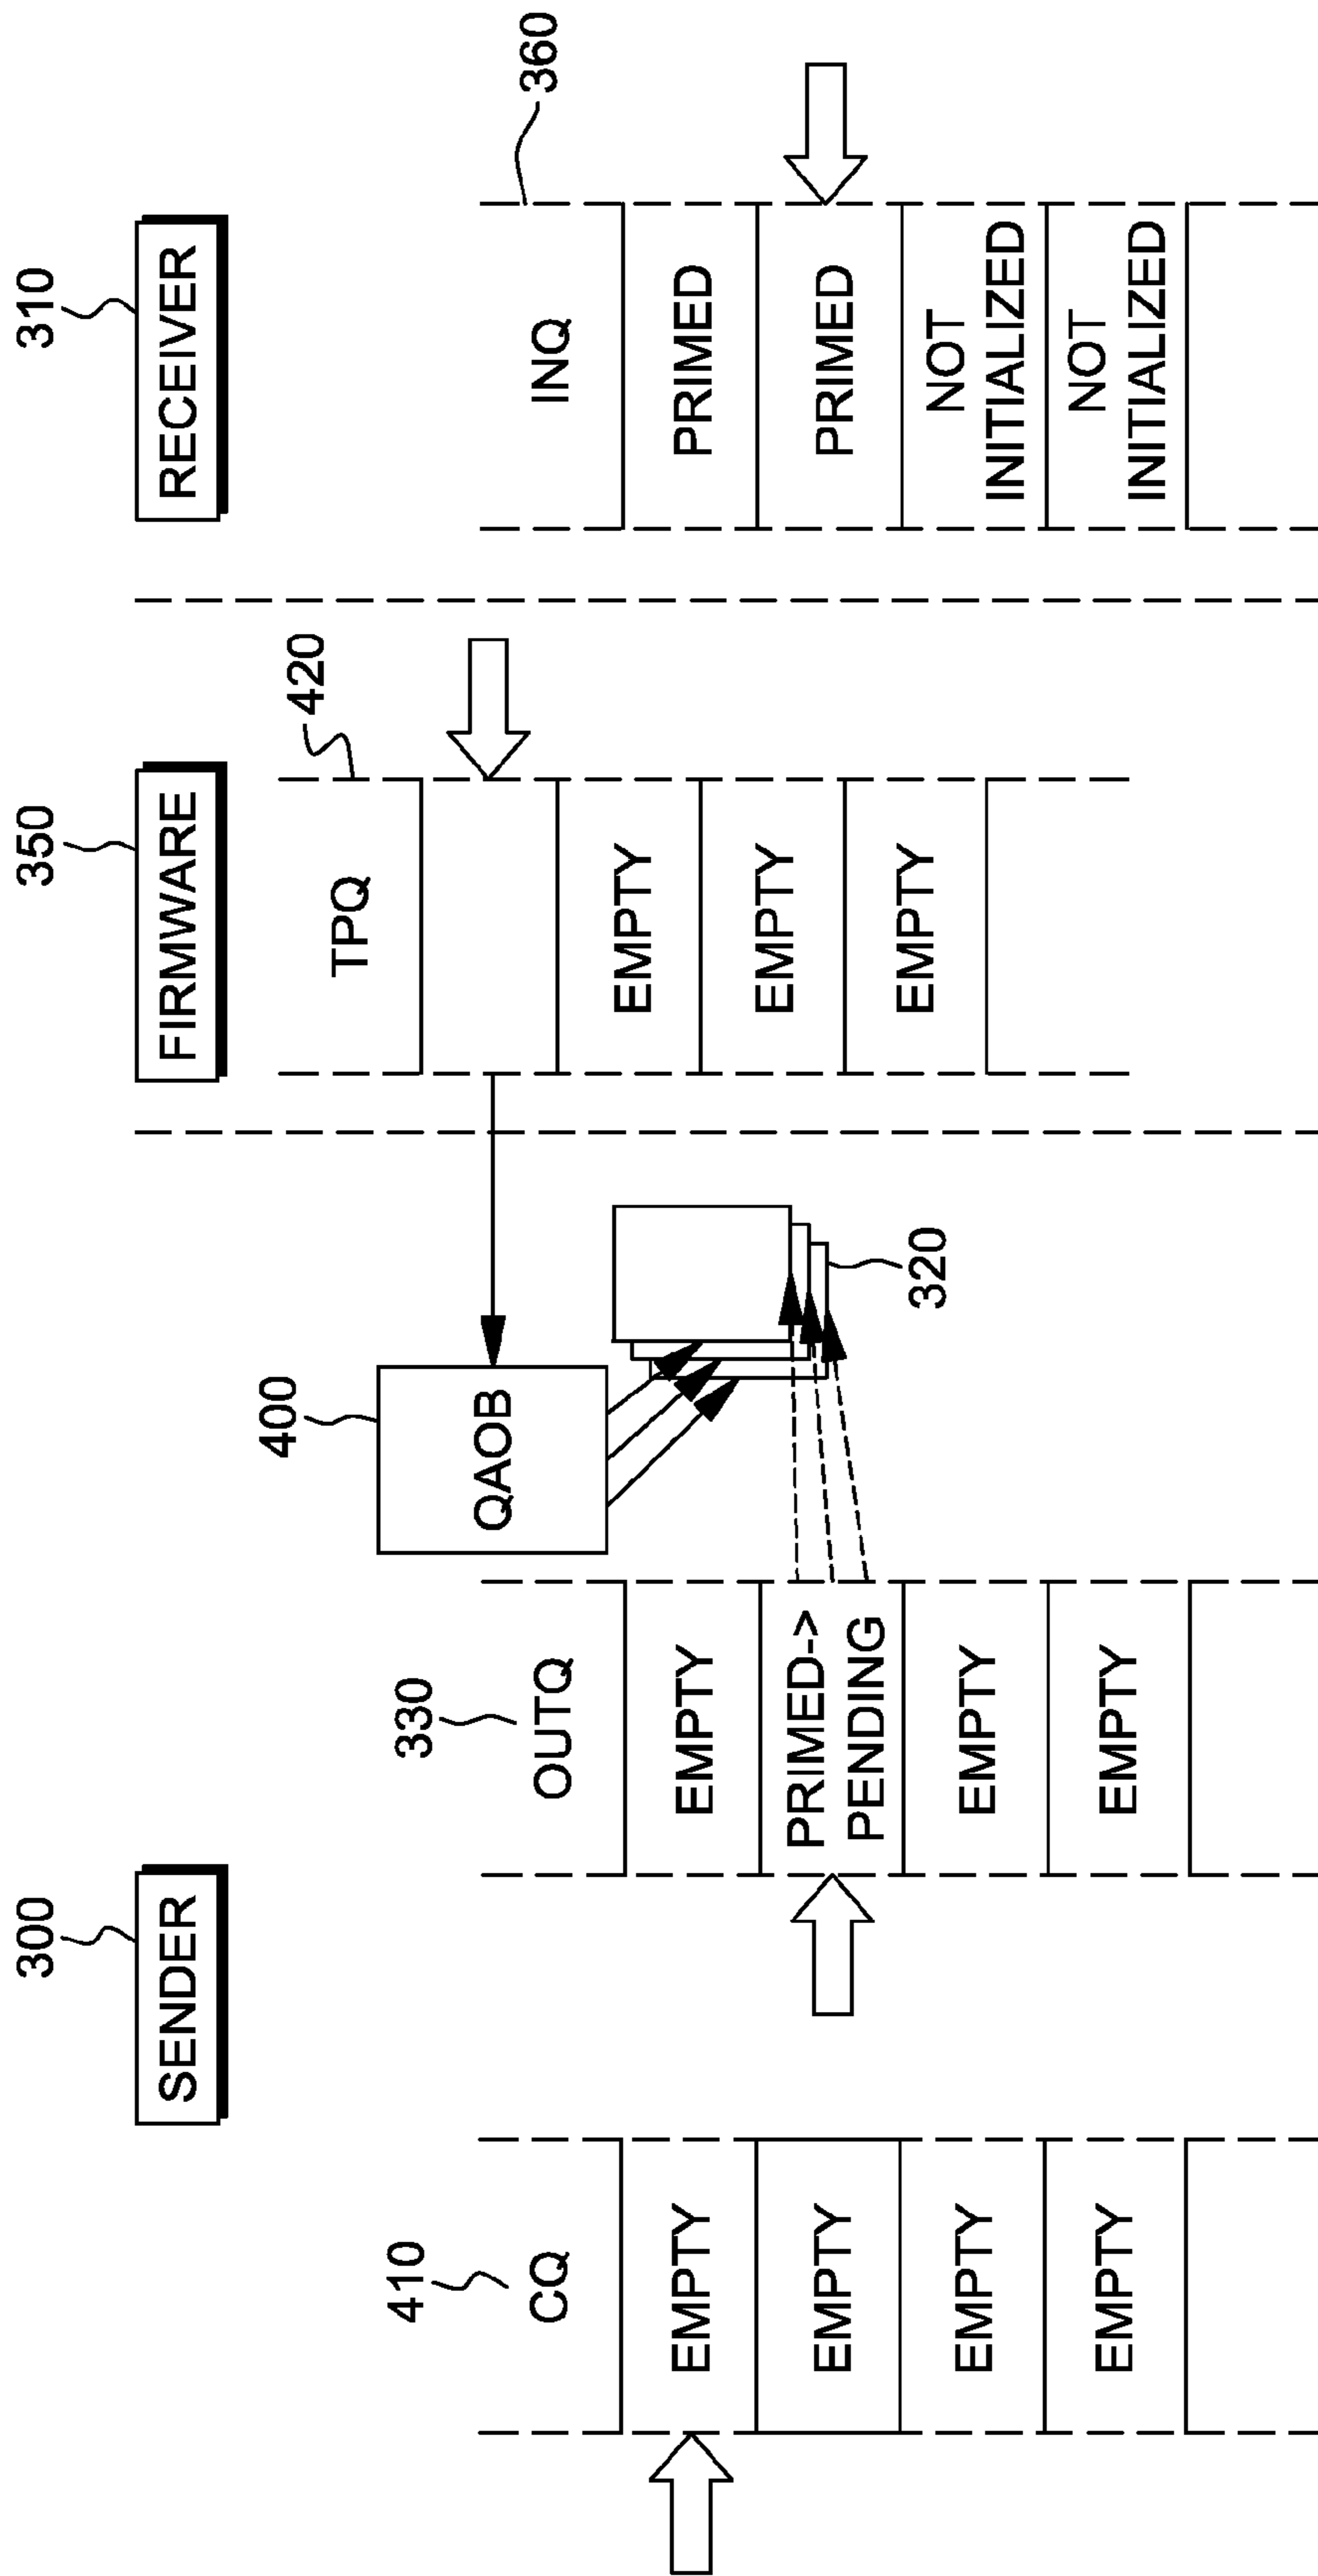 300
SENDER
350
FIRMWARE
310
RECEIVER
410
CQ
EMPTY
EMPTY
EMPTY
EMPTY
330
OUTQ
EMPTY
PRIMED->
PENDING
EMPTY
EMPTY
400
QAOB
320
420
TPQ
EMPTY
EMPTY
EMPTY
360
INQ
PRIMED
PRIMED
NOT
INITIALIZED
NOT
INITIALIZED